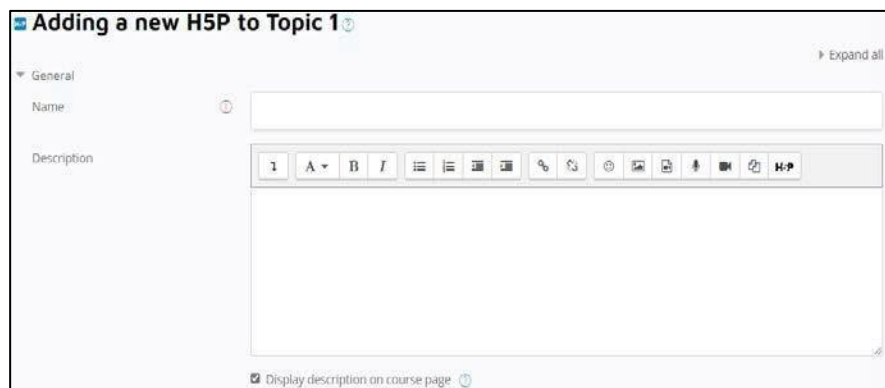 Adding a new H5P to Topic 1
Expand all
General
Name
Description
A B I H5P
Display description on course page